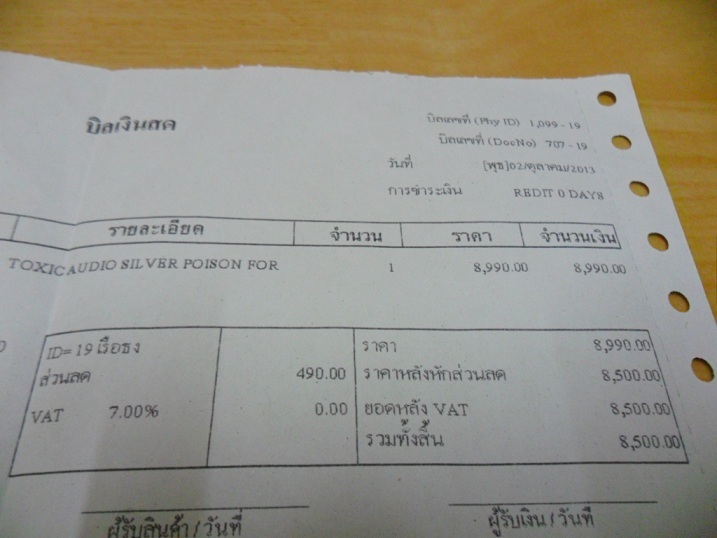 บิลเงินสด
บิลเลขที่ (Phy ID) 1,099 - 19
บิลเลขที่ (DocNo) 707 - 19
วันที่ [พุธ]02/ตุลาคม/2013
การชำระเงิน REDIT 0 DAYS
รายละเอียด จำนวน ราคา จำนวนเงิน
TOXICAUDIO SILVER POISON FOR 1 8,990.00 8,990.00
ID= 19 เรือธง ราคา 8,990.00
ส่วนลด 490.00 ราคาหลังหักส่วนลด 8,500.00
VAT 7.00% 0.00 ยอดหลัง VAT 8,500.00
รวมทั้งสิ้น 8,500.00
ผู้รับสินค้า / วันที่ ผู้รับเงิน / วันที่